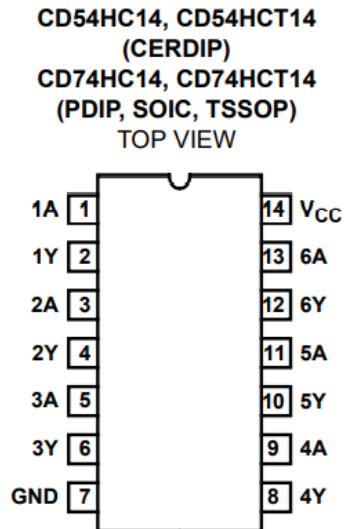 CD54HC14, CD54HCT14
(CERDIP)
CD74HC14, CD74HCT14
(PDIP, SOIC, TSSOP)
TOP VIEW
1A 1 14 VCC
1Y 2 13 6A
2A 3 12 6Y
2Y 4 11 5A
3A 5 10 5Y
3Y 6 9 4A
GND 7 8 4Y